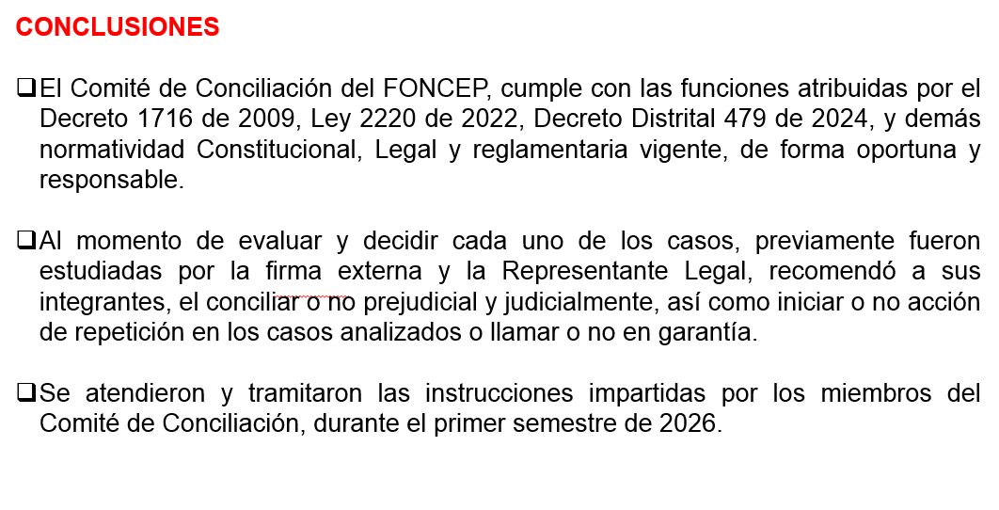 CONCLUSIONES
❑El Comité de Conciliación del FONCEP, cumple con las funciones atribuidas por el
Decreto 1716 de 2009, Ley 2220 de 2022, Decreto Distrital 479 de 2024, y demás
normatividad Constitucional, Legal y reglamentaria vigente, de forma oportuna y
responsable.
❑Al momento de evaluar y decidir cada uno de los casos, previamente fueron
estudiadas por la firma externa y la Representante Legal, recomendó a sus
integrantes, el conciliar o no prejudicial y judicialmente, así como iniciar o no acción
de repetición en los casos analizados o llamar o no en garantía.
❑Se atendieron y tramitaron las instrucciones impartidas por los miembros del
Comité de Conciliación, durante el primer semestre de 2026.